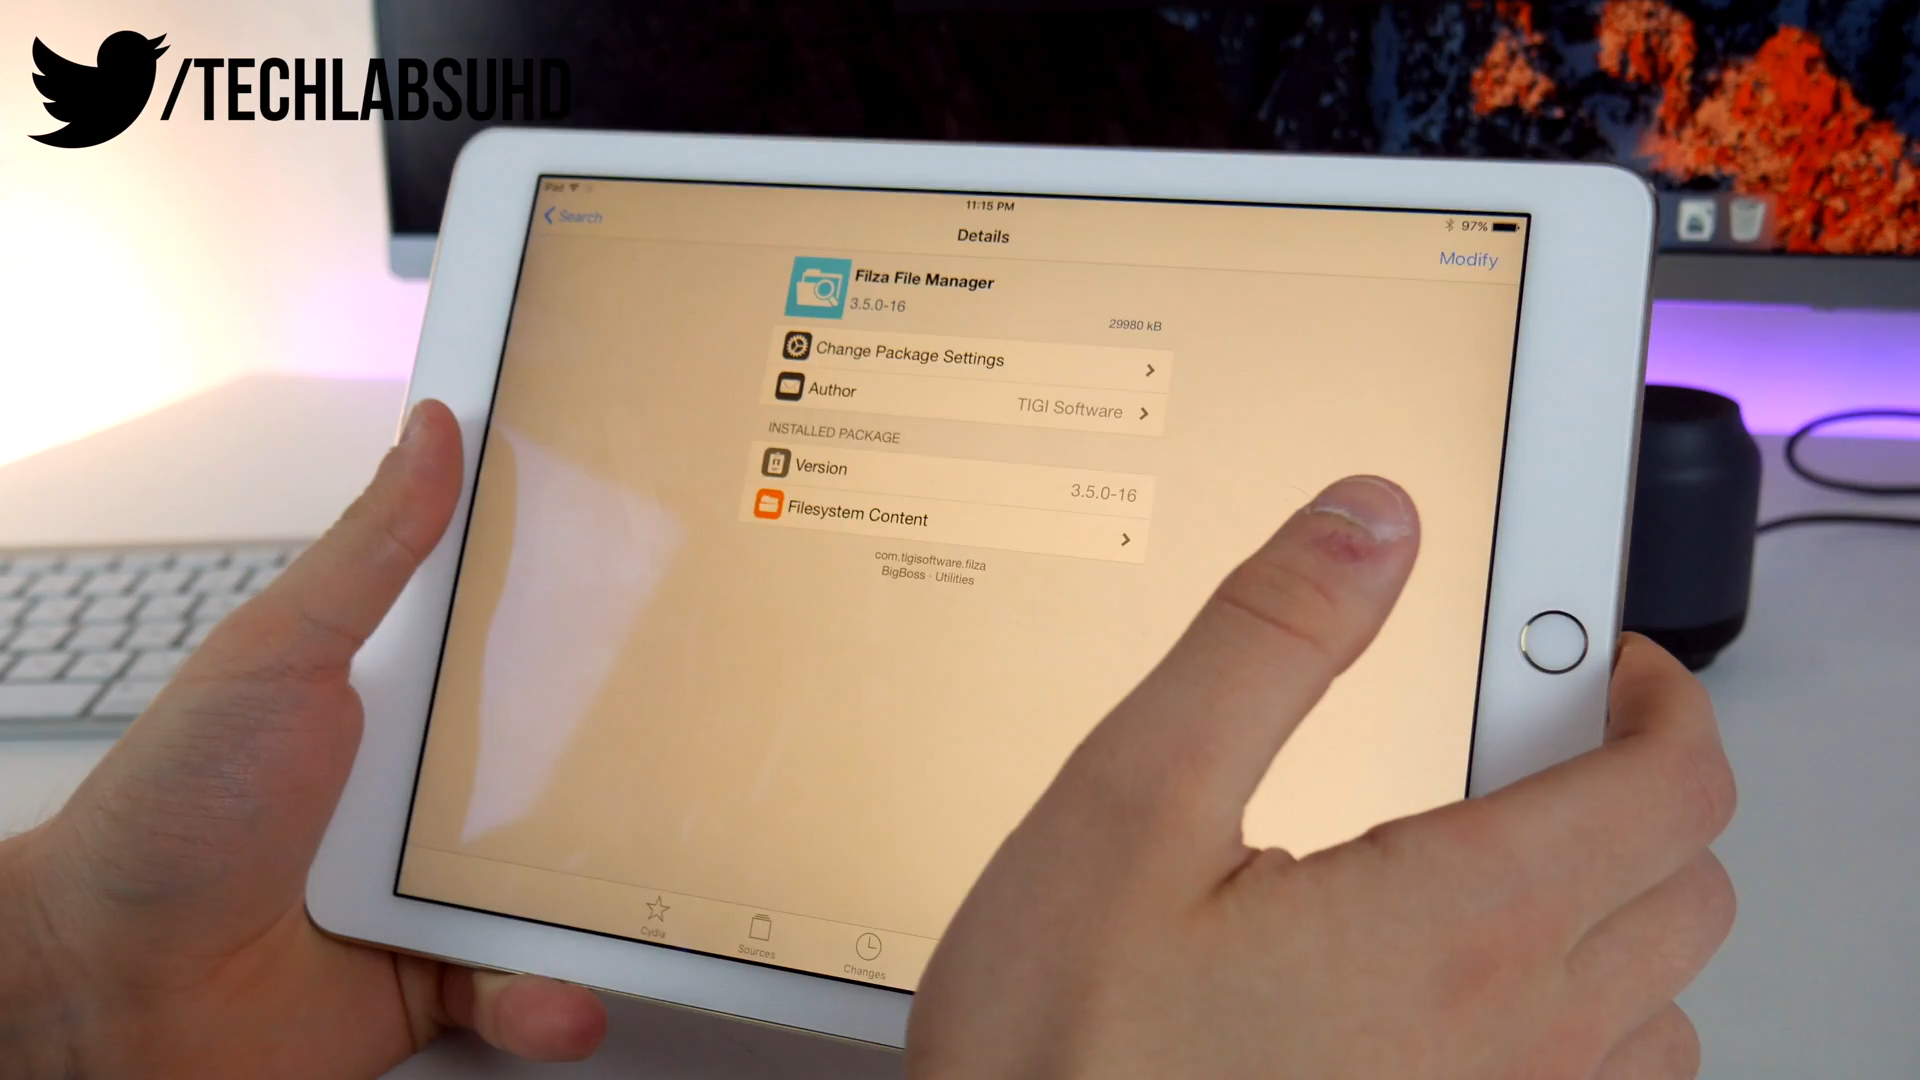 /TECHLABSUHD
iPad
11:15 PM
97%
Search
Details
Modify
Filza File Manager
3.5.0-16
29980 kB
Change Package Settings
Author
TIGI Software
INSTALLED PACKAGE
Version
3.5.0-16
Filesystem Content
com.tigisoftware.filza
BigBoss · Utilities
Cydia
Sources
Changes